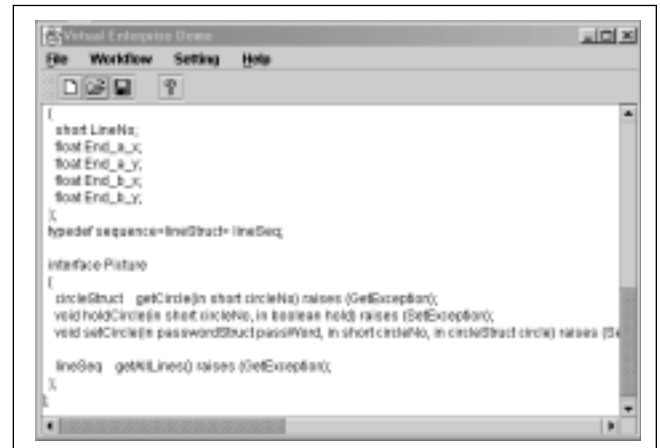 Virtual Enterprise Demo
File Workflow Setting Help
{
short LineNo;
float End_a_x;
float End_a_y;
float End_b_x;
float End_b_y;
};
typedef sequence<lineStruct> lineSeq;
interface Picture
{
circleStruct getCircle(in short circleNo) raises (GetException);
void holdCircle(in short circleNo, in boolean hold) raises (SetException);
void setCircle(in passwordStruct passWord, in short circleNo, in circleStruct circle) raises (Se
lineSeq getAllLines() raises (GetException);
};
};